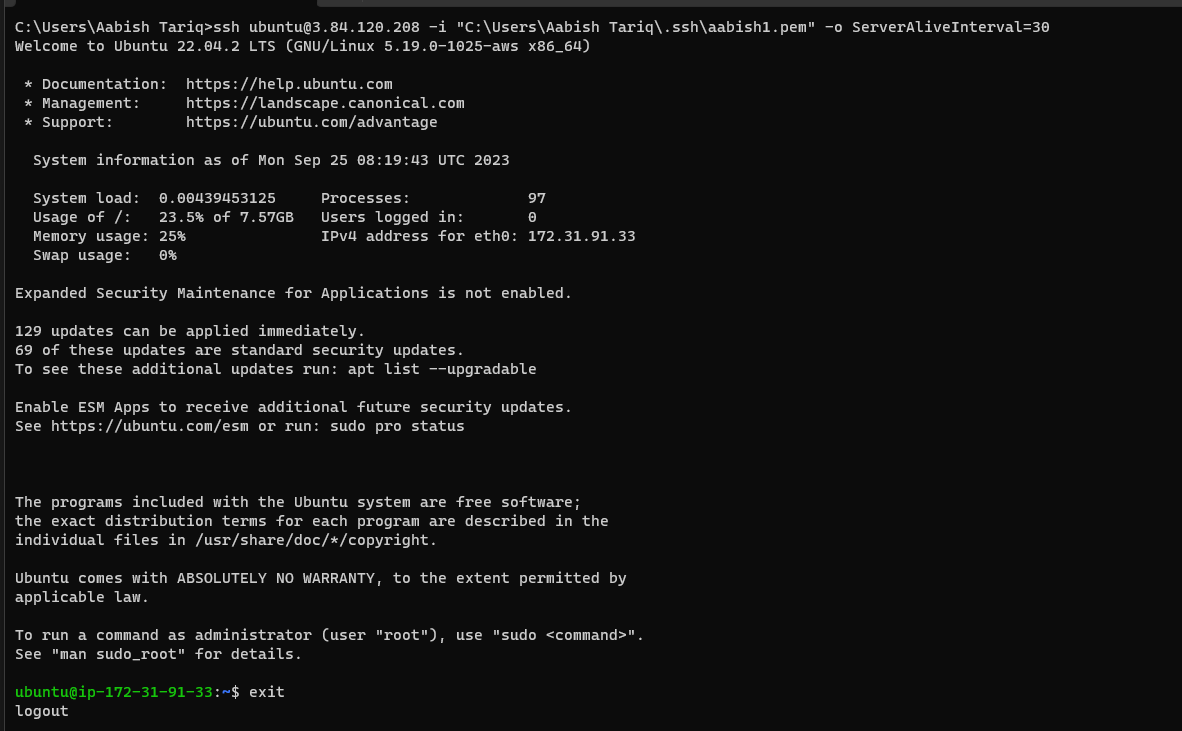 C:\Users\Aabish Tariq>ssh ubuntu@3.84.120.208 -i "C:\Users\Aabish Tariq\.ssh\aabish1.pem" -o ServerAliveInterval=30
Welcome to Ubuntu 22.04.2 LTS (GNU/Linux 5.19.0-1025-aws x86_64)
* Documentation:  https://help.ubuntu.com
* Management:     https://landscape.canonical.com
* Support:        https://ubuntu.com/advantage
System information as of Mon Sep 25 08:19:43 UTC 2023
System load:  0.00439453125     Processes:             97
Usage of /:   23.5% of 7.57GB   Users logged in:       0
Memory usage: 25%               IPv4 address for eth0: 172.31.91.33
Swap usage:   0%
Expanded Security Maintenance for Applications is not enabled.
129 updates can be applied immediately.
69 of these updates are standard security updates.
To see these additional updates run: apt list --upgradable
Enable ESM Apps to receive additional future security updates.
See https://ubuntu.com/esm or run: sudo pro status
The programs included with the Ubuntu system are free software;
the exact distribution terms for each program are described in the
individual files in /usr/share/doc/*/copyright.
Ubuntu comes with ABSOLUTELY NO WARRANTY, to the extent permitted by
applicable law.
To run a command as administrator (user "root"), use "sudo <command>".
See "man sudo_root" for details.
ubuntu@ip-172-31-91-33:~$ exit
logout